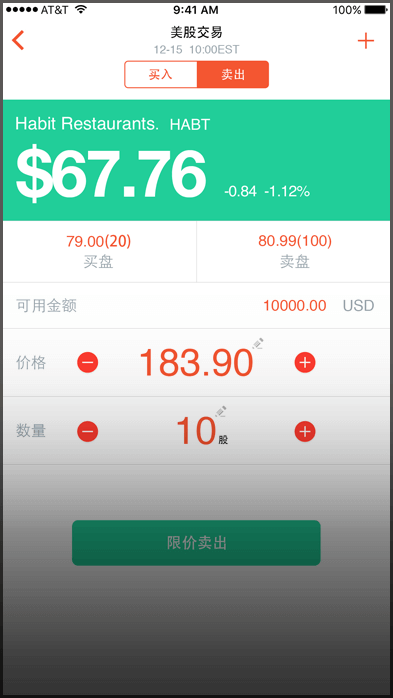 AT&T 9:41 AM 100%
美股交易
12-15 10:00EST
买入 卖出
Habit Restaurants. HABT
$67.76 -0.84 -1.12%
79.00(20) 80.99(100)
买盘 卖盘
可用金额 10000.00 USD
价格 183.90
数量 10股
限价卖出